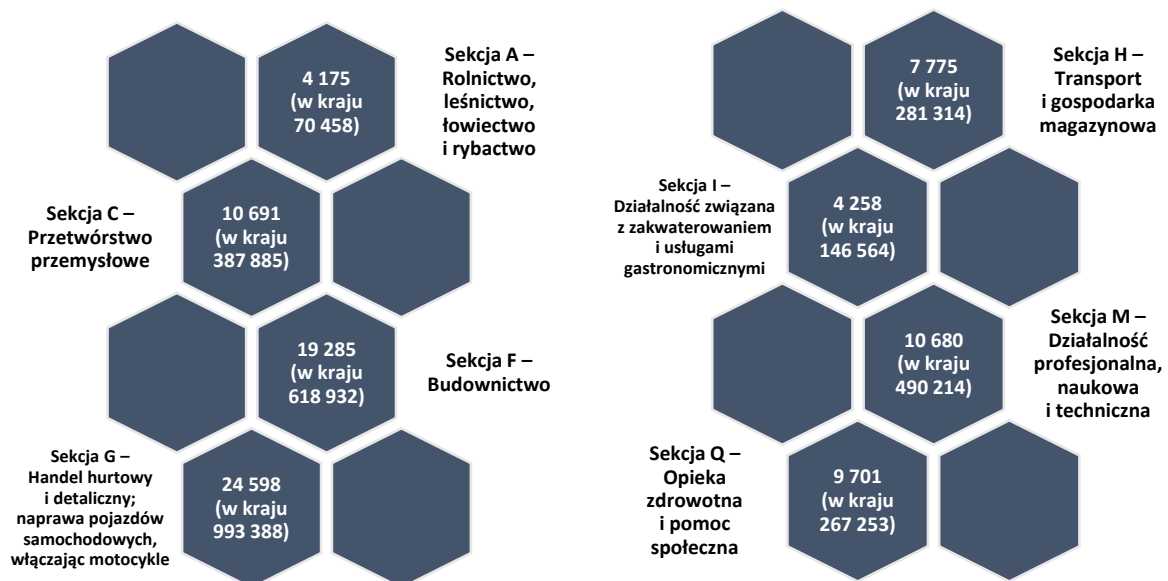 4 175
(w kraju
70 458)
Sekcja A –
Rolnictwo,
leśnictwo,
łowiectwo
i rybactwo
Sekcja C –
Przetwórstwo
przemysłowe
10 691
(w kraju
387 885)
19 285
(w kraju
618 932)
Sekcja F –
Budownictwo
Sekcja G –
Handel hurtowy
i detaliczny;
naprawa pojazdów
samochodowych,
włączając motocykle
24 598
(w kraju
993 388)
7 775
(w kraju
281 314)
Sekcja H –
Transport
i gospodarka
magazynowa
Sekcja I –
Działalność związana
z zakwaterowaniem
i usługami
gastronomicznymi
4 258
(w kraju
146 564)
10 680
(w kraju
490 214)
Sekcja M –
Działalność
profesjonalna,
naukowa
i techniczna
Sekcja Q –
Opieka
zdrowotna
i pomoc
społeczna
9 701
(w kraju
267 253)